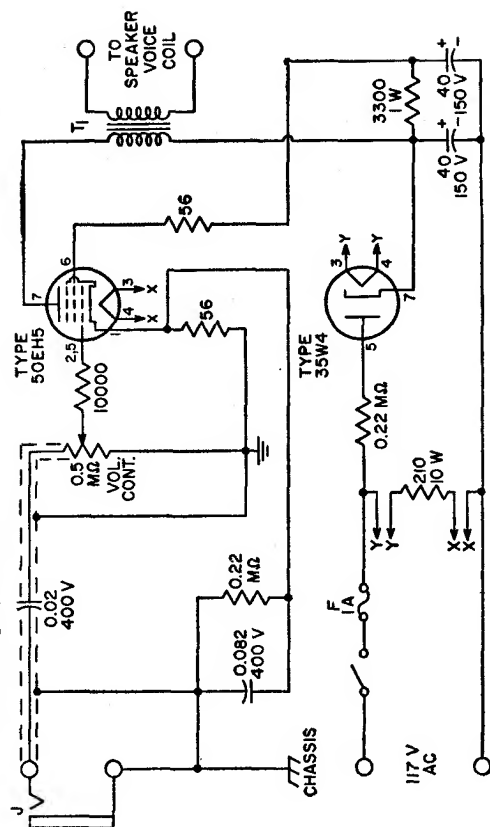 J
0.02
400 V
0.5
MΩ
VOL.
CONT.
10000
TYPE
50EH5
2,5
7
6
3
4
1
X
X
56
56
T1
TO
SPEAKER
VOICE
COIL
0.082
400 V
0.22
MΩ
CHASSIS
117 V
AC
F
1A
Y
Y
210
10 W
X
X
0.22 MΩ
TYPE
35W4
5
3
4
7
Y
Y
3300
1 W
40
150 V
+
-
40
150 V
+
-